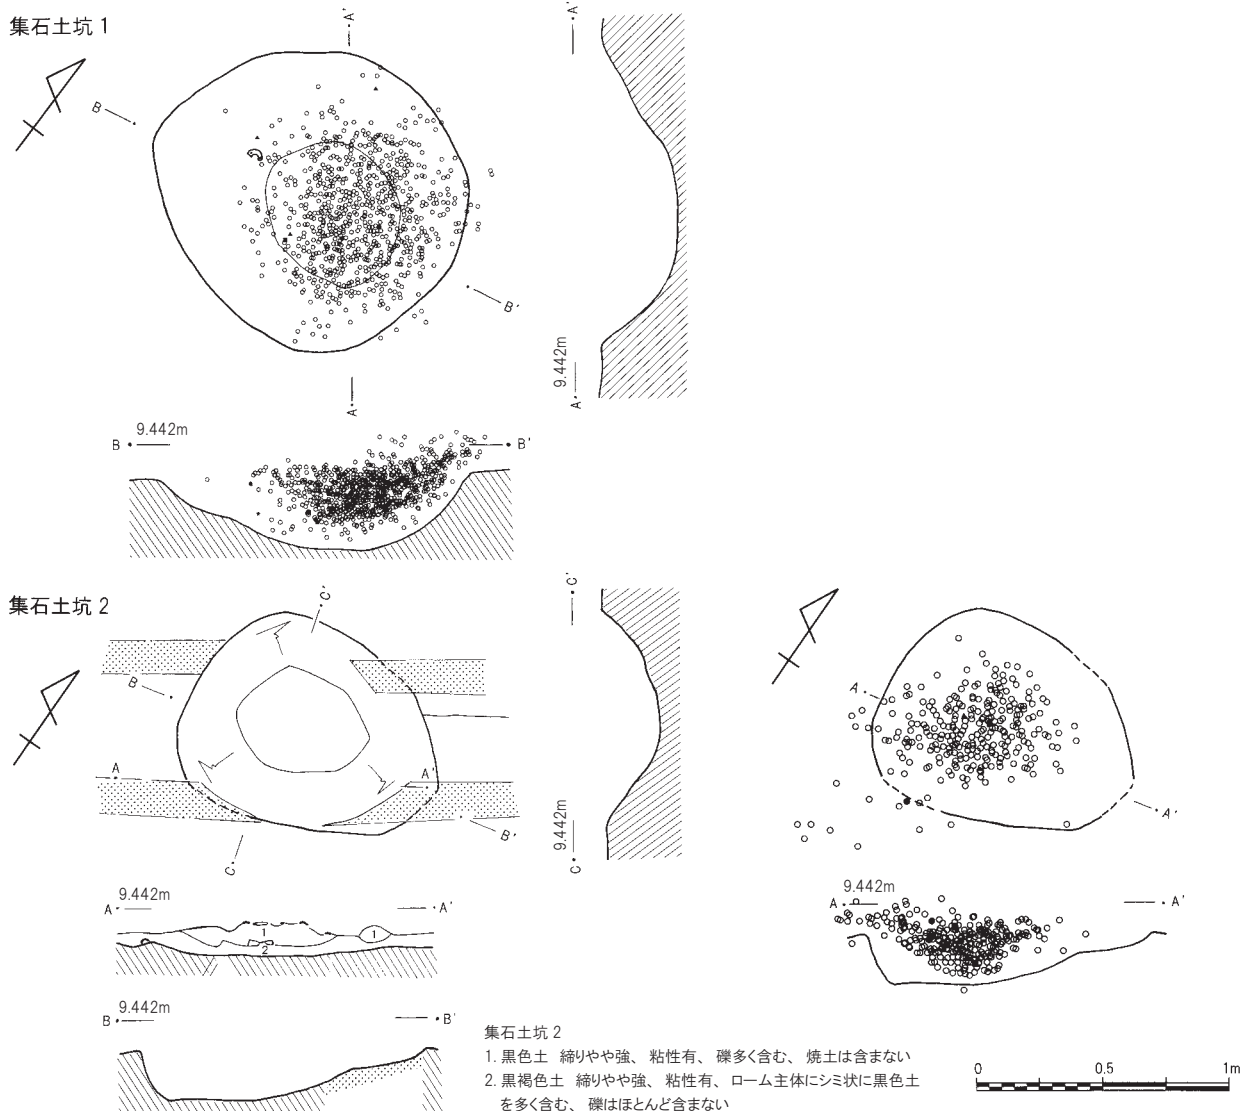 集石土坑 1
A'
B
B'
A
A'
9.442m
A
B
9.442m
B'
集石土坑 2
C'
B
A
A'
B'
C
C'
9.442m
C
A
A'
9.442m
A
A'
1
1
2
9.442m
A
A'
9.442m
B
B'
集石土坑 2
1. 黒色土 締りやや強、 粘性有、 礫多く含む、 焼土は含まない
2. 黒褐色土 締りやや強、 粘性有、 ローム主体にシミ状に黒色土
を多く含む、 礫はほとんど含まない
0 0.5 1m